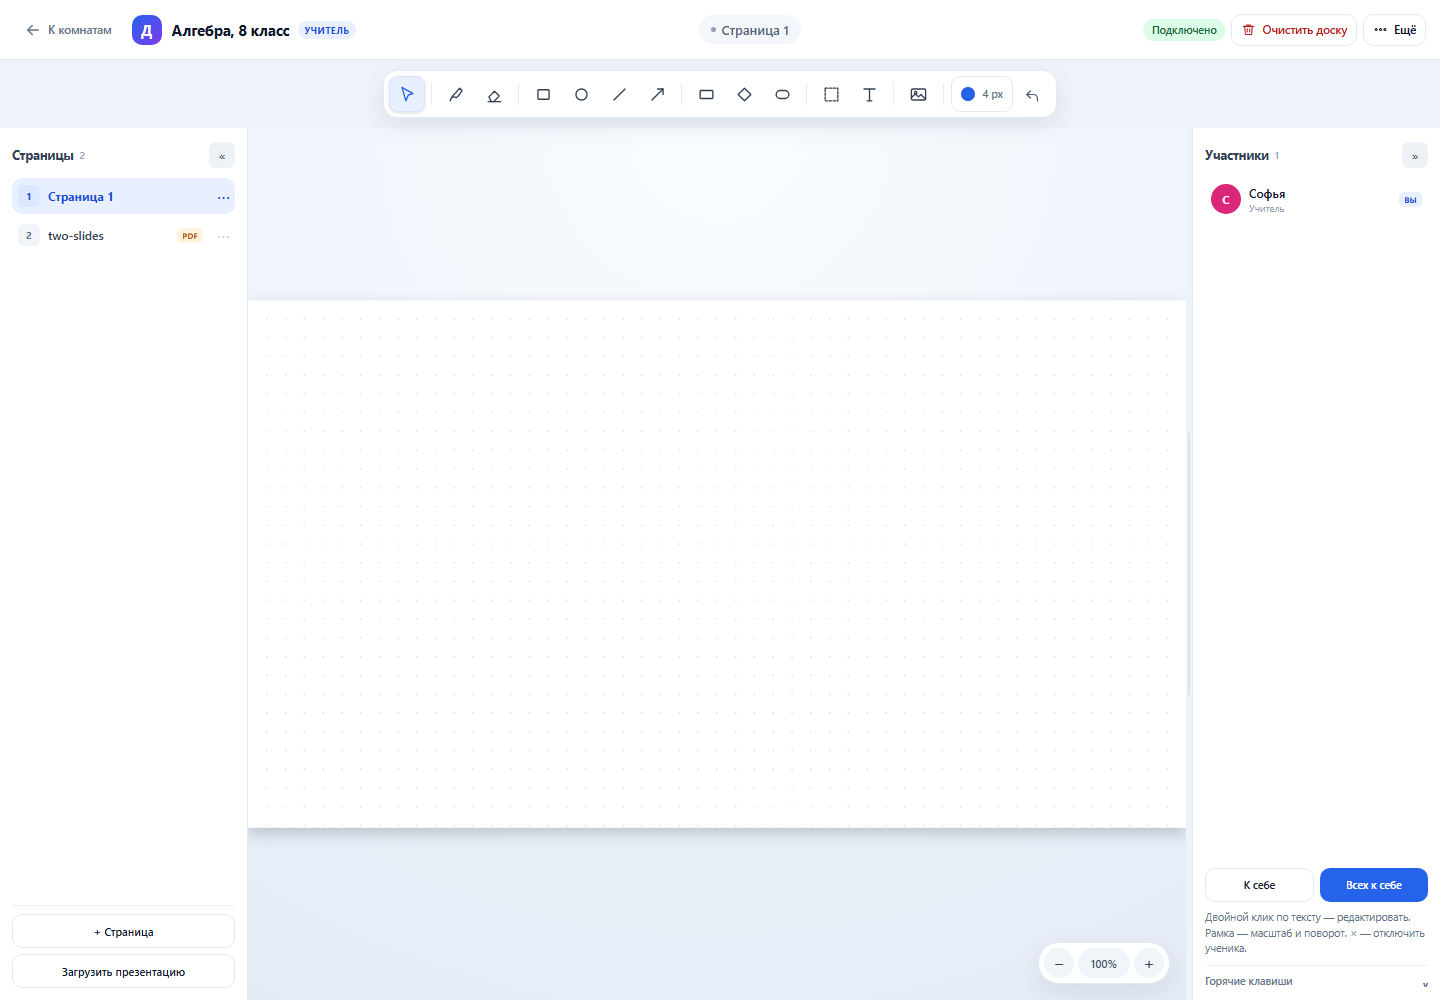 К комнатам
Д
Алгебра, 8 класс
УЧИТЕЛЬ
Страница 1
Подключено
Очистить доску
Ещё
4 px
Страницы 2
«
1 Страница 1
2 two-slides PDF
+ Страница
Загрузить презентацию
− 100% +
Участники 1
»
С
Софья
Учитель
ВЫ
К себе
Всех к себе
Двойной клик по тексту — редактировать.
Рамка — масштаб и поворот. × — отключить
ученика.
Горячие клавиши